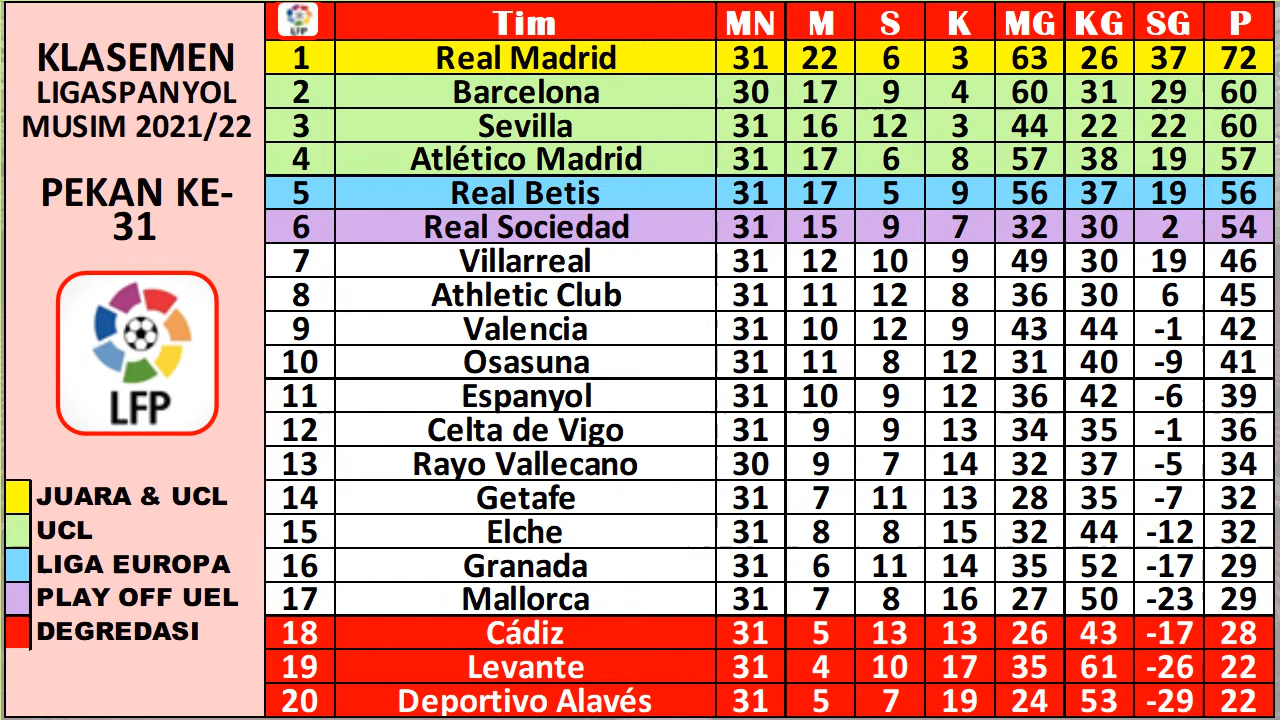 KLASEMEN
LIGASPANYOL
MUSIM 2021/22
PEKAN KE-
31
LFP
JUARA & UCL
UCL
LIGA EUROPA
PLAY OFF UEL
DEGREDASI
LFP Tim MN M S K MG KG SG P
1 Real Madrid 31 22 6 3 63 26 37 72
2 Barcelona 30 17 9 4 60 31 29 60
3 Sevilla 31 16 12 3 44 22 22 60
4 Atlético Madrid 31 17 6 8 57 38 19 57
5 Real Betis 31 17 5 9 56 37 19 56
6 Real Sociedad 31 15 9 7 32 30 2 54
7 Villarreal 31 12 10 9 49 30 19 46
8 Athletic Club 31 11 12 8 36 30 6 45
9 Valencia 31 10 12 9 43 44 -1 42
10 Osasuna 31 11 8 12 31 40 -9 41
11 Espanyol 31 10 9 12 36 42 -6 39
12 Celta de Vigo 31 9 9 13 34 35 -1 36
13 Rayo Vallecano 30 9 7 14 32 37 -5 34
14 Getafe 31 7 11 13 28 35 -7 32
15 Elche 31 8 8 15 32 44 -12 32
16 Granada 31 6 11 14 35 52 -17 29
17 Mallorca 31 7 8 16 27 50 -23 29
18 Cádiz 31 5 13 13 26 43 -17 28
19 Levante 31 4 10 17 35 61 -26 22
20 Deportivo Alavés 31 5 7 19 24 53 -29 22